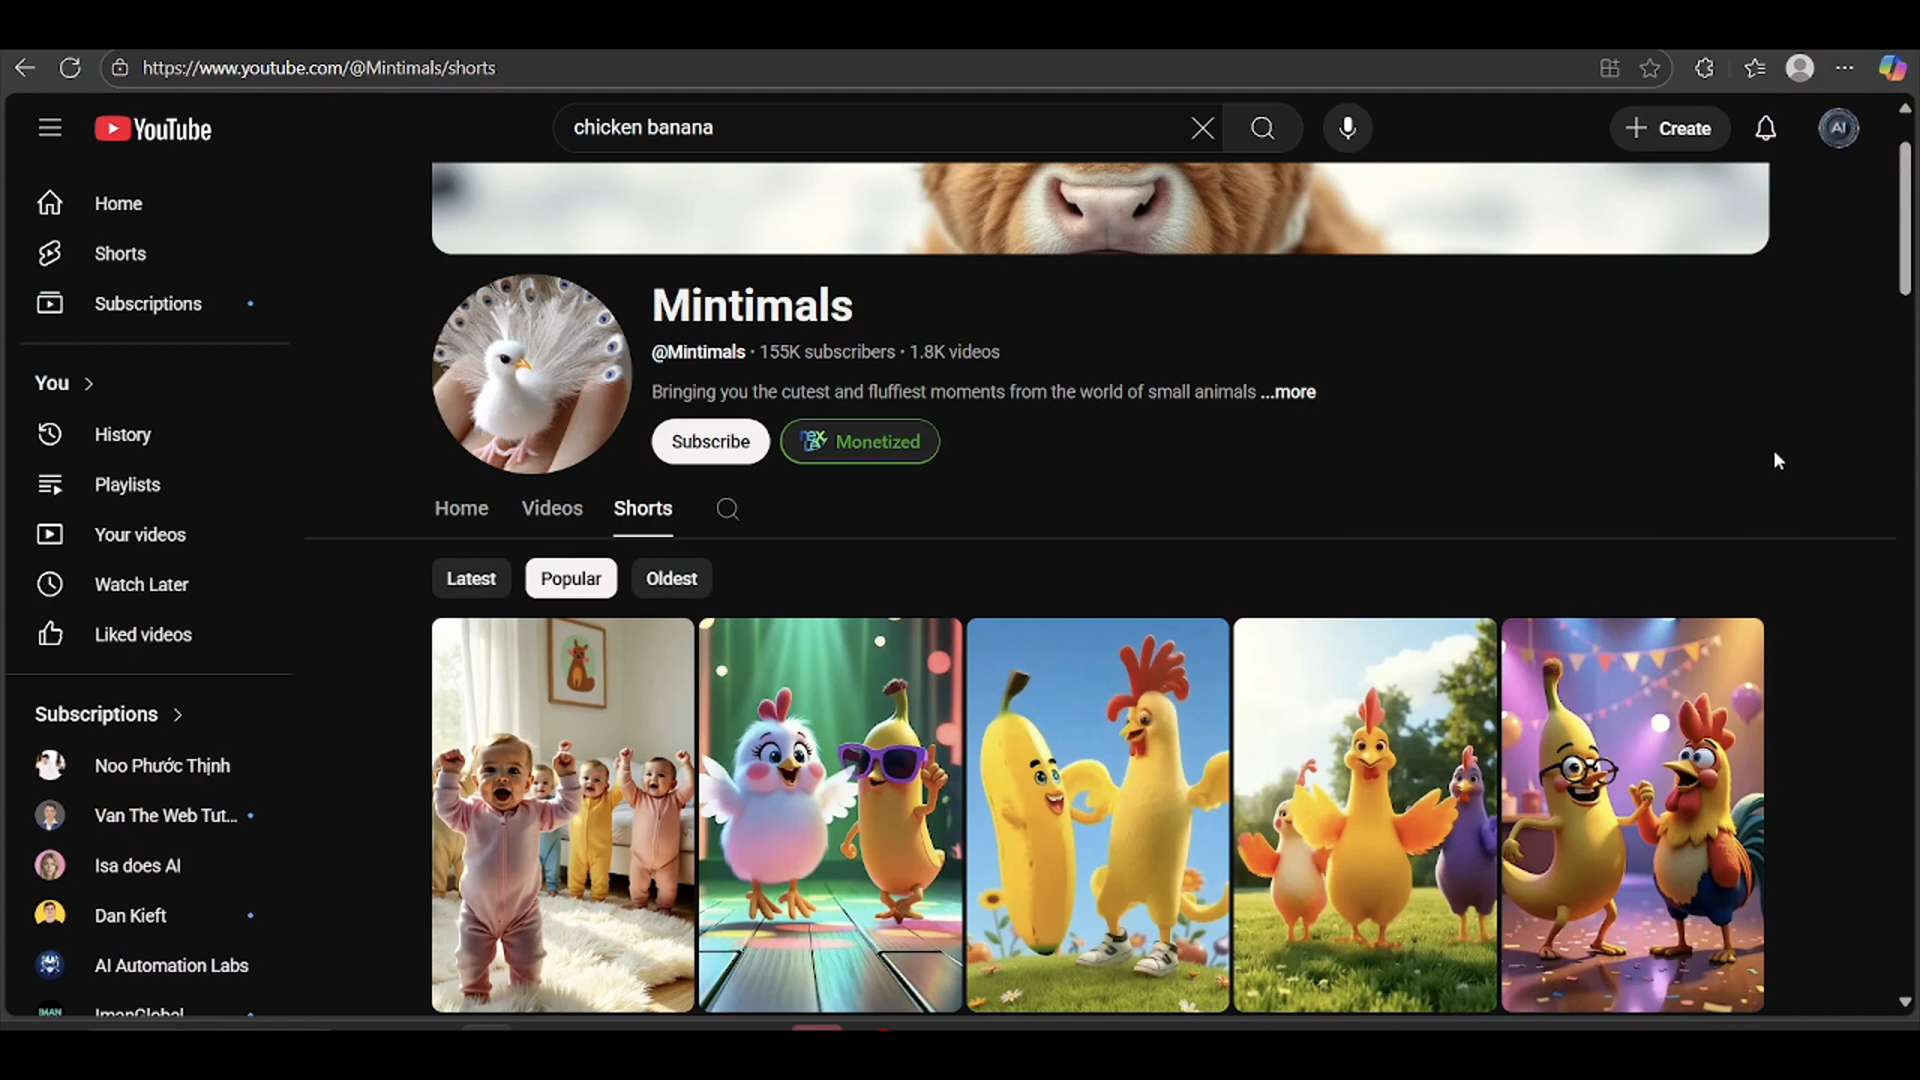 https://www.youtube.com/@Mintimals/shorts
YouTube
chicken banana
Create
AI
Home
Shorts
Subscriptions
You
History
Playlists
Your videos
Watch Later
Liked videos
Subscriptions
Noo Phước Thịnh
Van The Web Tut...
Isa does AI
Dan Kieft
AI Automation Labs
Mintimals
@Mintimals · 155K subscribers · 1.8K videos
Bringing you the cutest and fluffiest moments from the world of small animals ...more
Subscribe
nexLev Monetized
Home Videos Shorts
Latest Popular Oldest